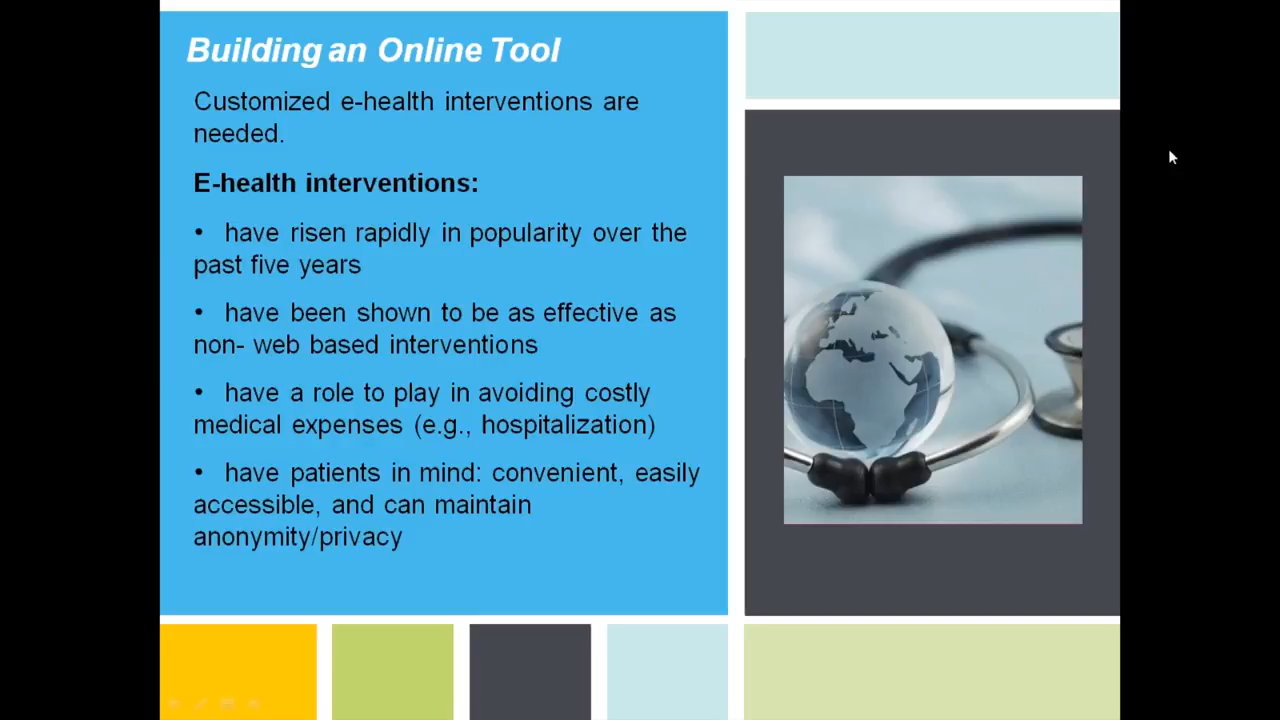 Building an Online Tool
Customized e-health interventions are
needed.
E-health interventions:
• have risen rapidly in popularity over the
past five years
• have been shown to be as effective as
non- web based interventions
• have a role to play in avoiding costly
medical expenses (e.g., hospitalization)
• have patients in mind: convenient, easily
accessible, and can maintain
anonymity/privacy